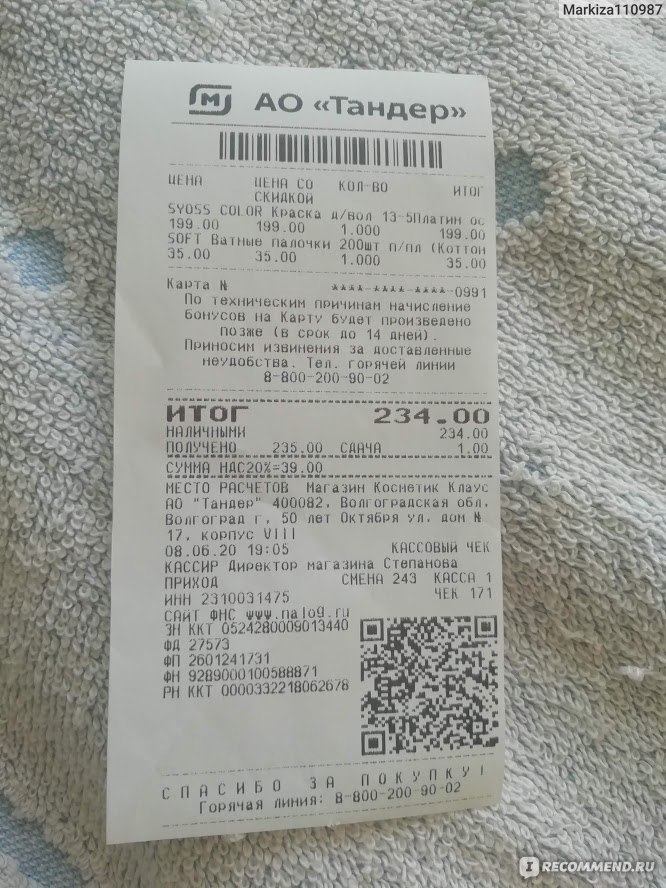 Markiza110987
М АО «Тандер»
ЦЕНА ЦЕНА СО СКИДКОЙ КОЛ-ВО ИТОГ
SYOSS COLOR Краска д/вол 13-5Платин ос
199.00 199.00 1.000 199.00
SOFT Ватные палочки 200шт п/пл (Коттон
35.00 35.00 1.000 35.00
Карта № ****-****-****-0991
По техническим причинам начисление
бонусов на Карту будет произведено
позже (в срок до 14 дней).
Приносим извинения за доставленные
неудобства. Тел. горячей линии
8-800-200-90-02
ИТОГ 234.00
НАЛИЧНЫМИ 234.00
ПОЛУЧЕНО 235.00 СДАЧА 1.00
СУММА НДС20%=39.00
МЕСТО РАСЧЕТОВ Магазин Косметик Клаус
АО "Тандер" 400082, Волгоградская обл,
Волгоград г, 50 лет Октября ул, дом №
17, корпус VIII
08.06.20 19:05 КАССОВЫЙ ЧЕК
КАССИР Директор магазина Степанова
ПРИХОД СМЕНА 243 КАССА 1
ИНН 2310031475 ЧЕК 171
САЙТ ФНС www.nalog.ru
ЗН ККТ 0524280009013440
ФД 27573
ФП 2601241731
ФН 9289000100588871
РН ККТ 0000332218062678
СПАСИБО ЗА ПОКУПКУ!
Горячая линия: 8-800-200-90-02
I RECOMMEND.RU